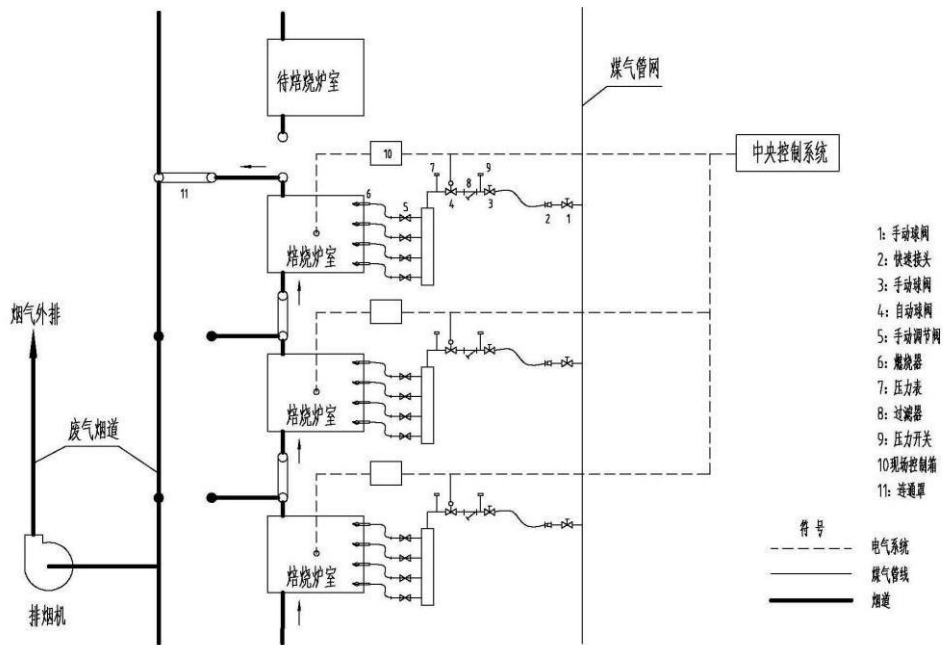 待焙烧炉室
煤气管网
中央控制系统
10
7
9
8
6
5
4
3
2
1
11
焙烧炉室
烟气外排
焙烧炉室
废气烟道
焙烧炉室
排烟机
1: 手动球阀
2: 快速接头
3: 手动球阀
4: 自动球阀
5: 手动调节阀
6: 燃烧器
7: 压力表
8: 过滤器
9: 压力开关
10现场控制箱
11: 连通罩
符 号
电气系统
煤气管线
烟道